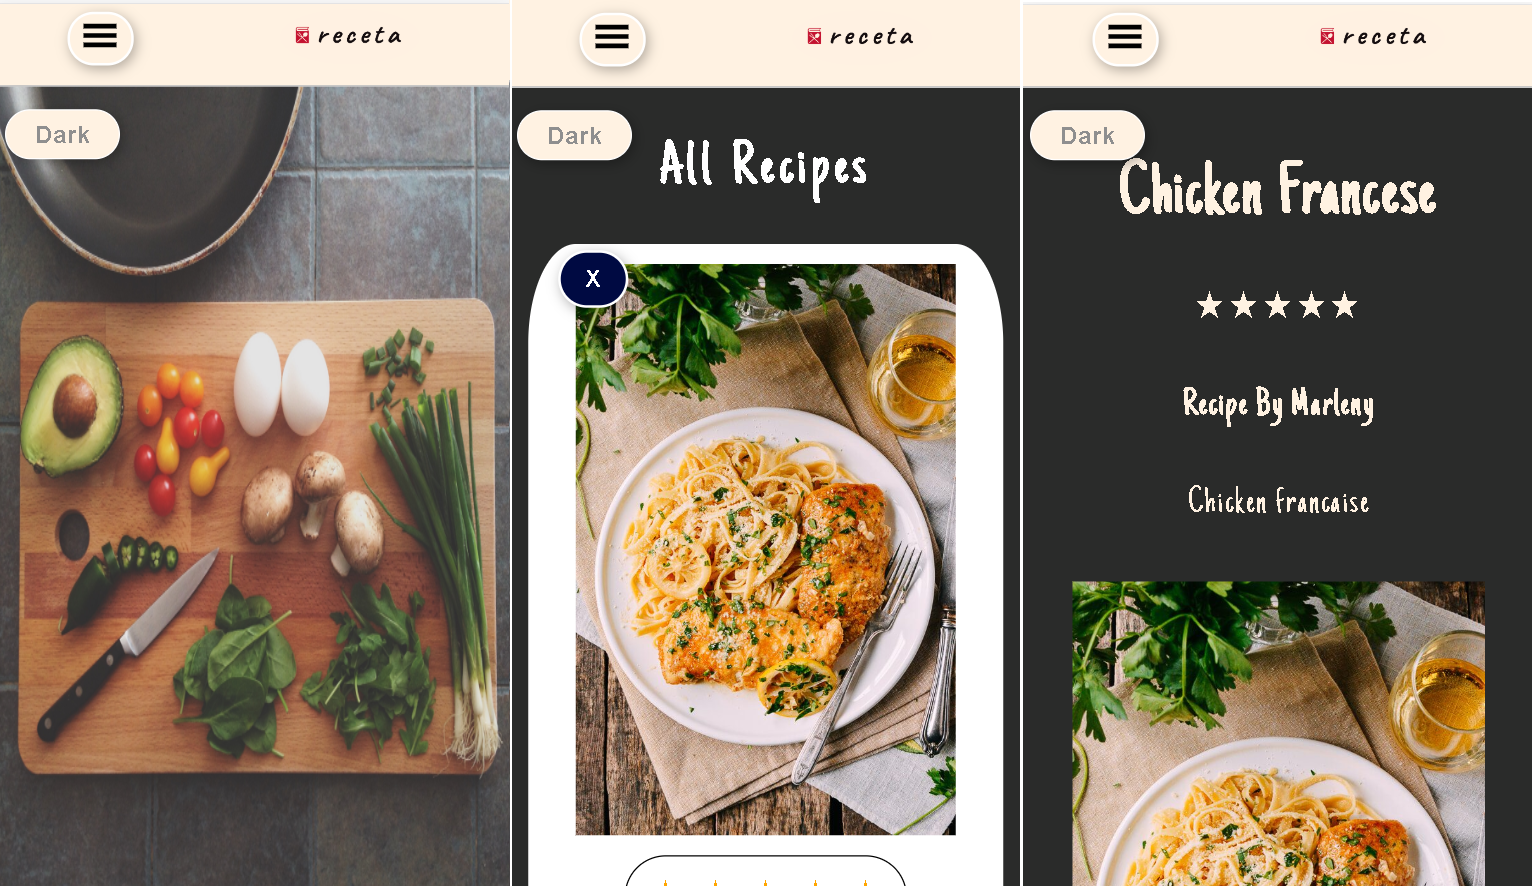 receta
Dark
receta
Dark
All Recipes
X
receta
Dark
Chicken Francese
Recipe By Marleny
Chicken Francaise